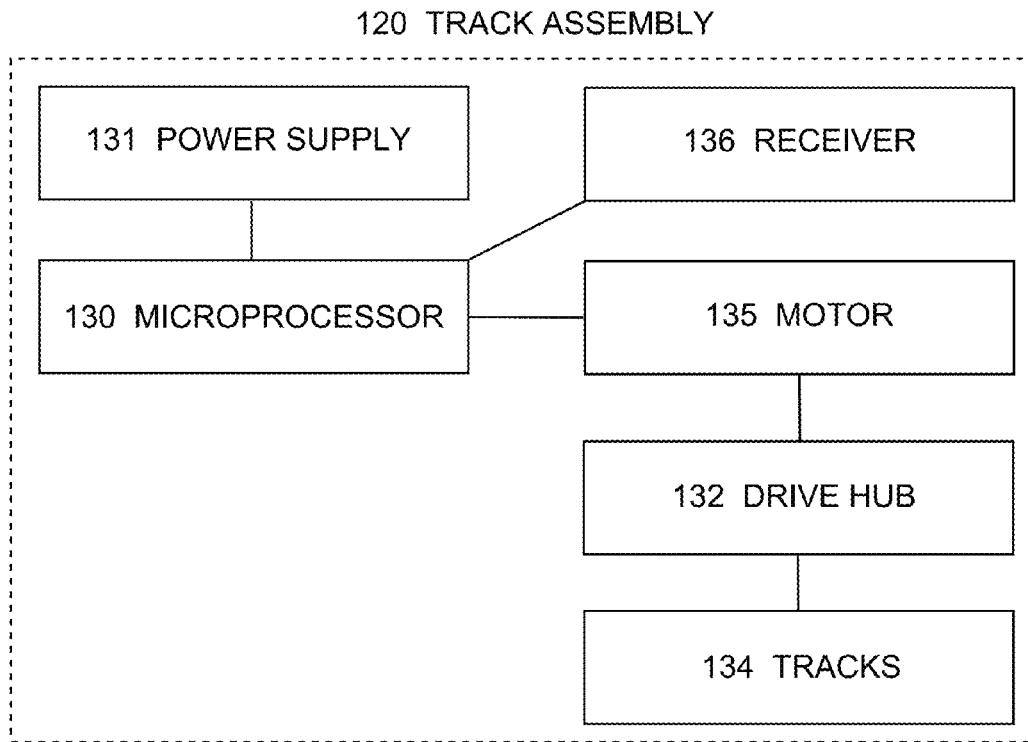 120 TRACK ASSEMBLY
131 POWER SUPPLY
136 RECEIVER
130 MICROPROCESSOR
135 MOTOR
132 DRIVE HUB
134 TRACKS